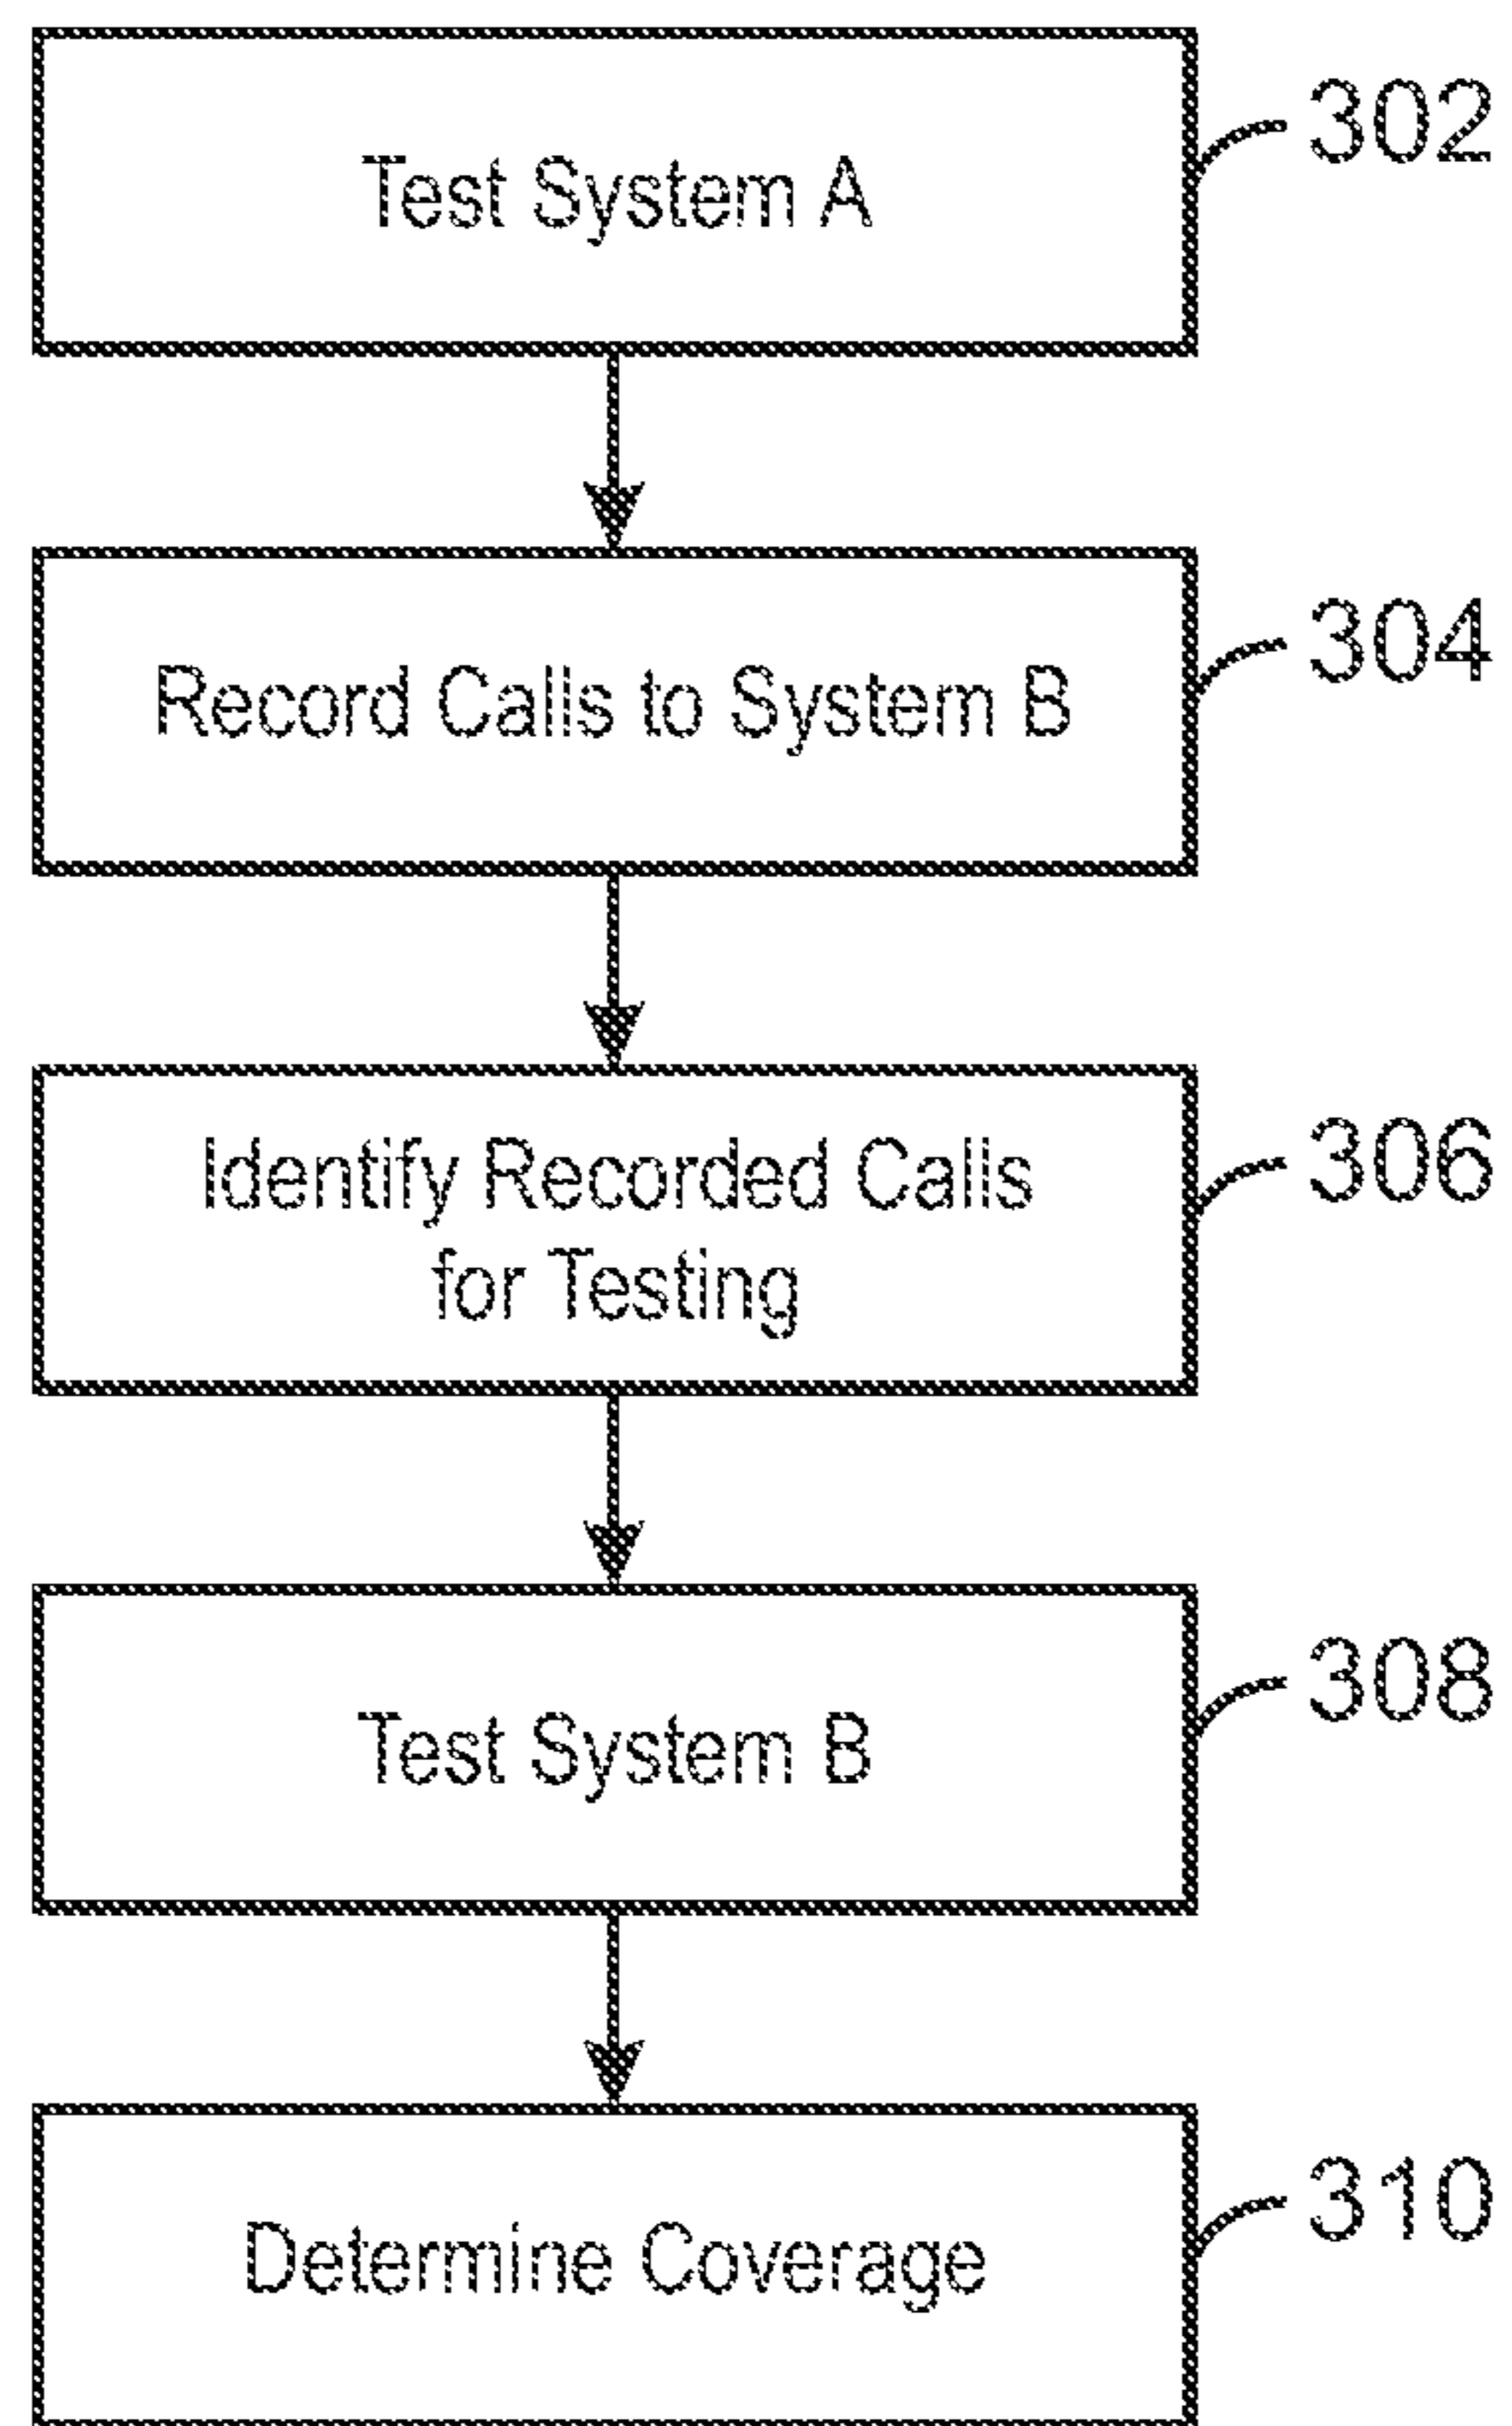 Test System A
302
Record Calls to System B
304
Identify Recorded Calls
for Testing
306
Test System B
308
Determine Coverage
310